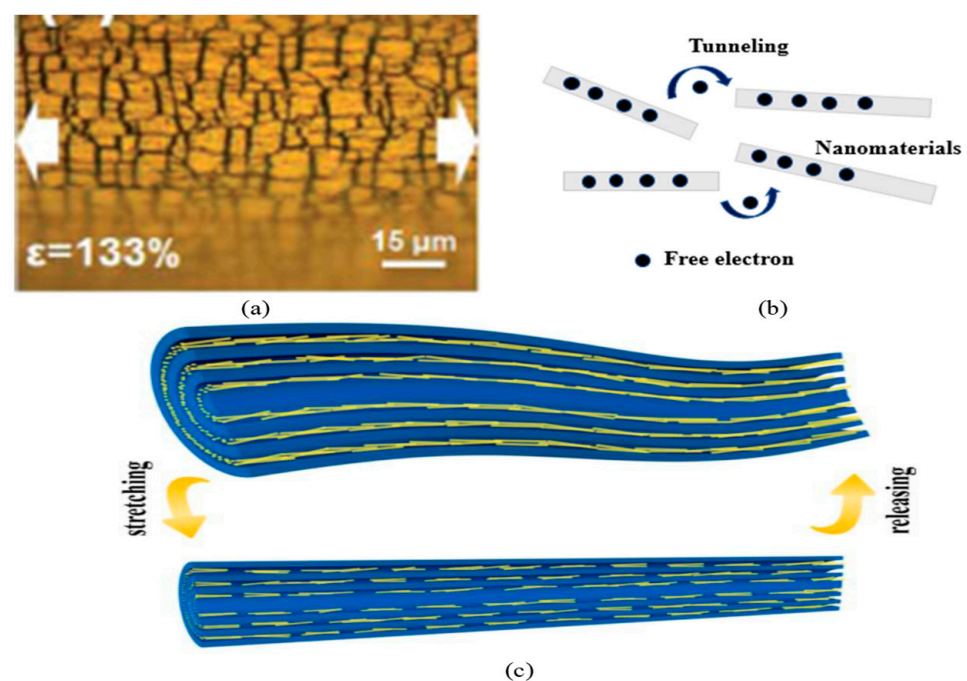 ε=133%
15 μm
(a)
Tunneling
Nanomaterials
Free electron
(b)
stretching
releasing
(c)